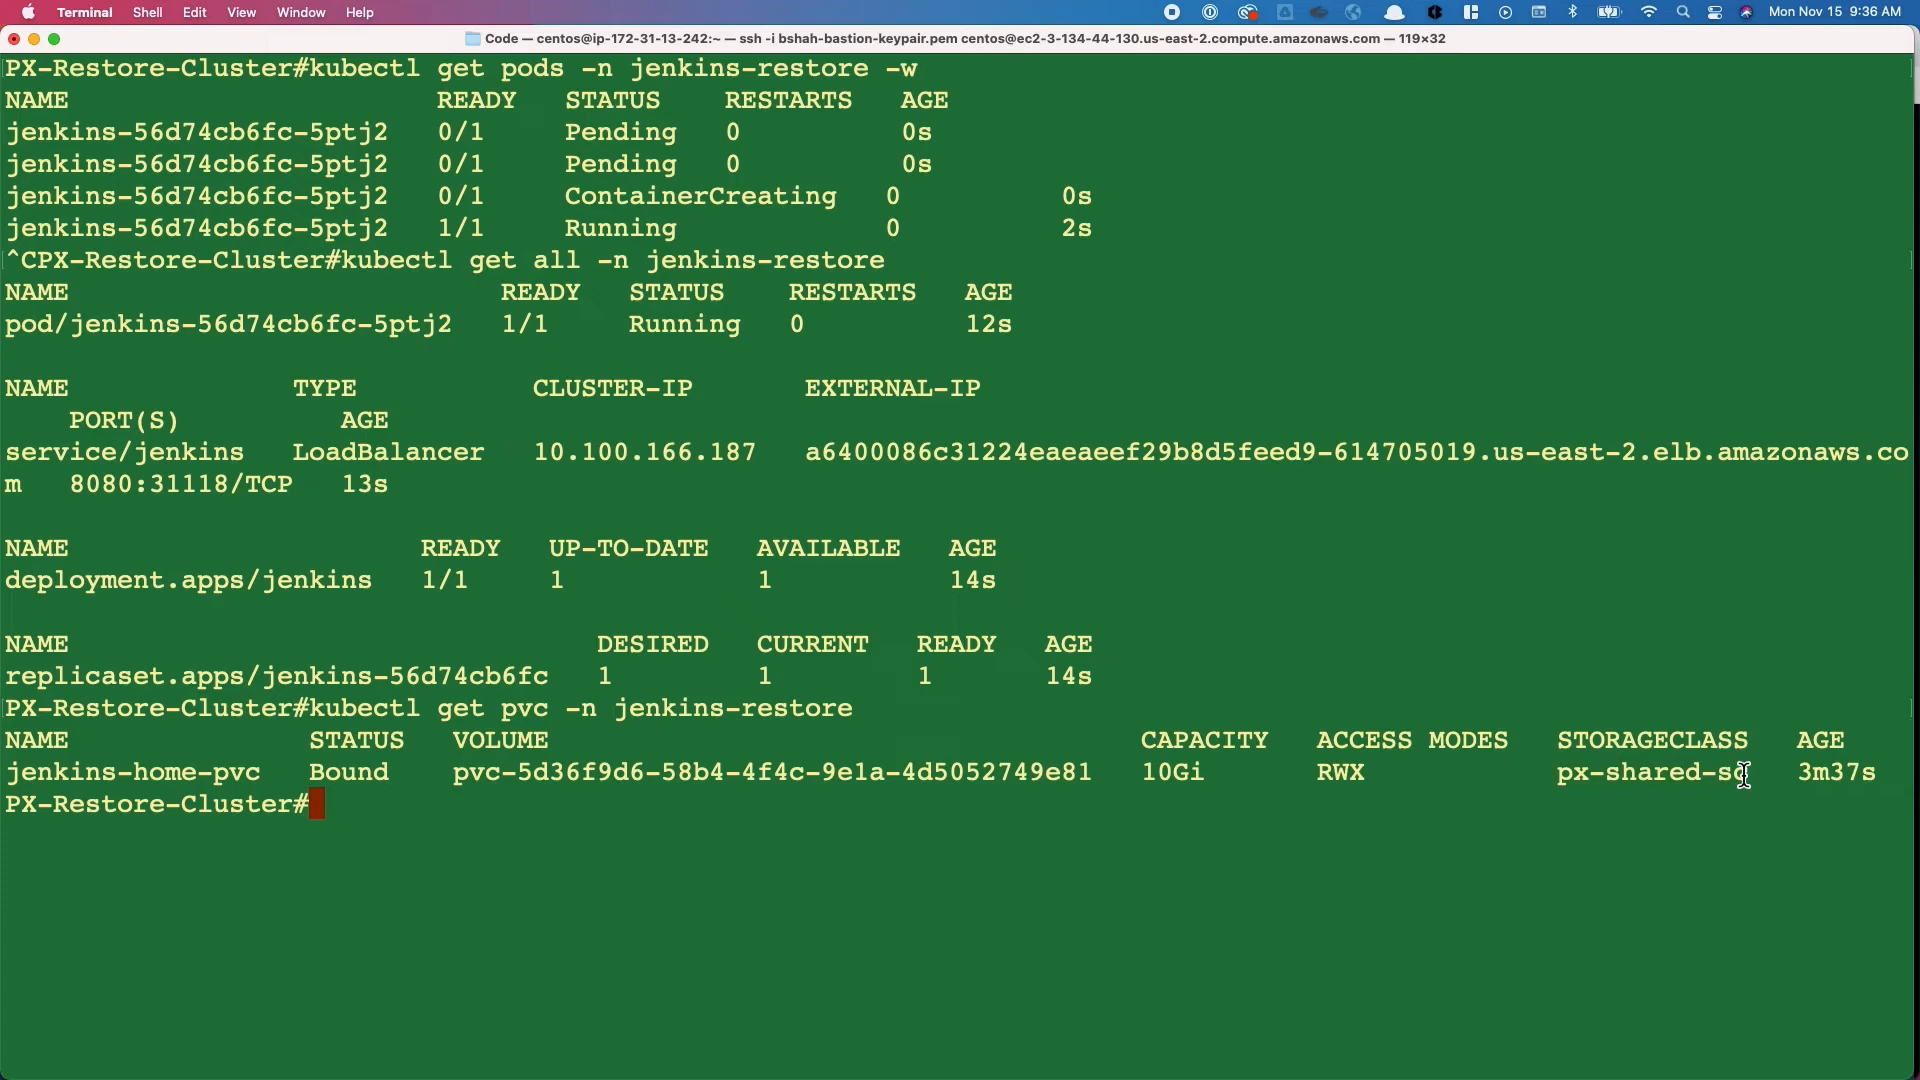 Terminal Shell Edit View Window Help Mon Nov 15 9:36 AM
Code — centos@ip-172-31-13-242:~ — ssh -i bshah-bastion-keypair.pem centos@ec2-3-134-44-130.us-east-2.compute.amazonaws.com — 119×32
PX-Restore-Cluster#kubectl get pods -n jenkins-restore -w
NAME READY STATUS RESTARTS AGE
jenkins-56d74cb6fc-5ptj2 0/1 Pending 0 0s
jenkins-56d74cb6fc-5ptj2 0/1 Pending 0 0s
jenkins-56d74cb6fc-5ptj2 0/1 ContainerCreating 0 0s
jenkins-56d74cb6fc-5ptj2 1/1 Running 0 2s
^CPX-Restore-Cluster#kubectl get all -n jenkins-restore
NAME READY STATUS RESTARTS AGE
pod/jenkins-56d74cb6fc-5ptj2 1/1 Running 0 12s
NAME TYPE CLUSTER-IP EXTERNAL-IP
PORT(S) AGE
service/jenkins LoadBalancer 10.100.166.187 a6400086c31224eaeaeef29b8d5feed9-614705019.us-east-2.elb.amazonaws.co
m 8080:31118/TCP 13s
NAME READY UP-TO-DATE AVAILABLE AGE
deployment.apps/jenkins 1/1 1 1 14s
NAME DESIRED CURRENT READY AGE
replicaset.apps/jenkins-56d74cb6fc 1 1 1 14s
PX-Restore-Cluster#kubectl get pvc -n jenkins-restore
NAME STATUS VOLUME CAPACITY ACCESS MODES STORAGECLASS AGE
jenkins-home-pvc Bound pvc-5d36f9d6-58b4-4f4c-9e1a-4d5052749e81 10Gi RWX px-shared-sc 3m37s
PX-Restore-Cluster#